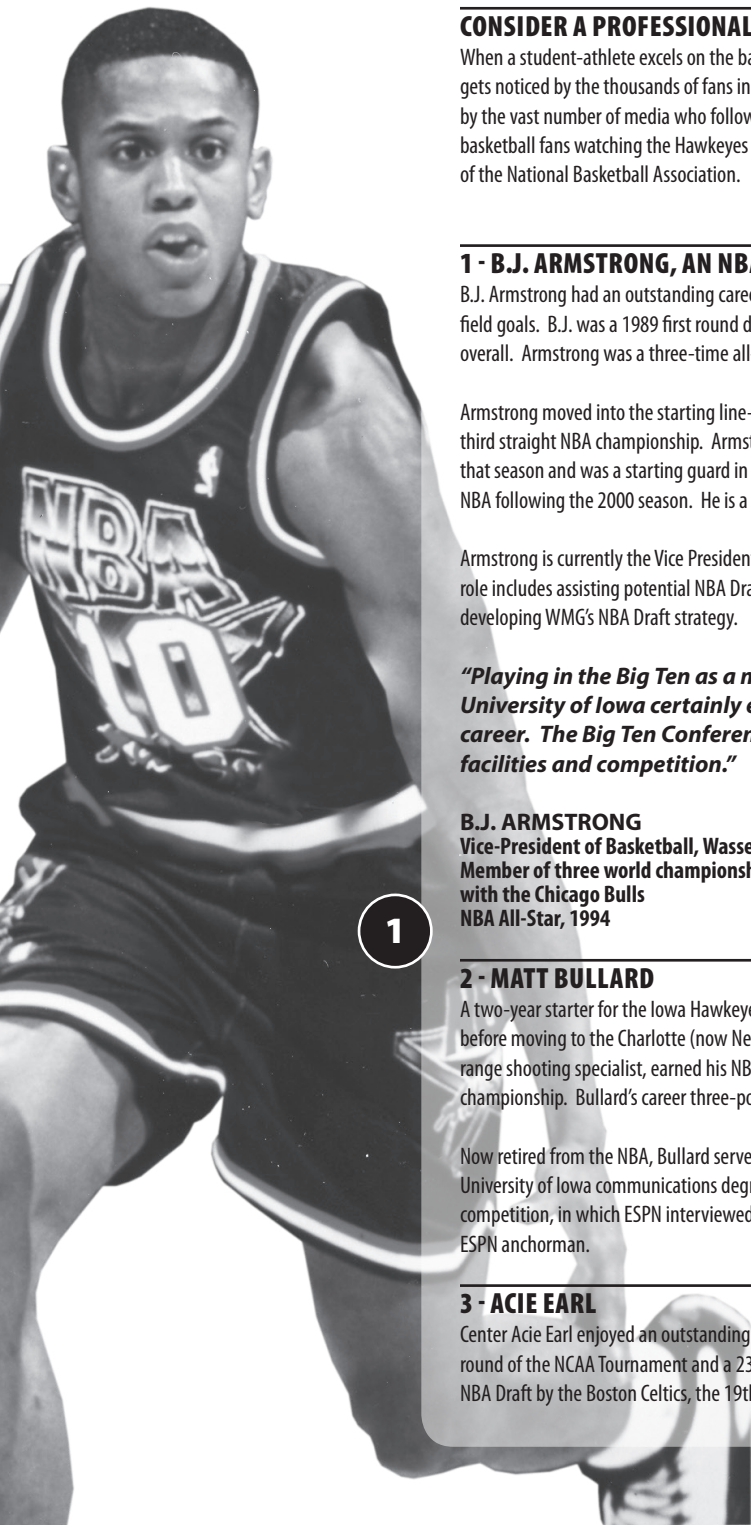 CONSIDER A PROFESSIONAL
When a student-athlete excels on the ba
gets noticed by the thousands of fans in
by the vast number of media who follow
basketball fans watching the Hawkeyes
of the National Basketball Association.
1 - B.J. ARMSTRONG, AN NBA
B.J. Armstrong had an outstanding caree
field goals.  B.J. was a 1989 first round d
overall.  Armstrong was a three-time all
Armstrong moved into the starting line-
third straight NBA championship.  Armst
that season and was a starting guard in
NBA following the 2000 season.  He is a
Armstrong is currently the Vice President
role includes assisting potential NBA Dra
developing WMG's NBA Draft strategy.
“Playing in the Big Ten as a m
University of Iowa certainly e
career.  The Big Ten Conferen
facilities and competition.”
B.J. ARMSTRONG
Vice-President of Basketball, Wasse
Member of three world championsh
with the Chicago Bulls
NBA All-Star, 1994
2 - MATT BULLARD
A two-year starter for the Iowa Hawkeye
before moving to the Charlotte (now Ne
range shooting specialist, earned his NB
championship.  Bullard's career three-po
Now retired from the NBA, Bullard serve
University of Iowa communications degr
competition, in which ESPN interviewed
ESPN anchorman.
3 - ACIE EARL
Center Acie Earl enjoyed an outstanding
round of the NCAA Tournament and a 23
NBA Draft by the Boston Celtics, the 19th
NBA
10
1